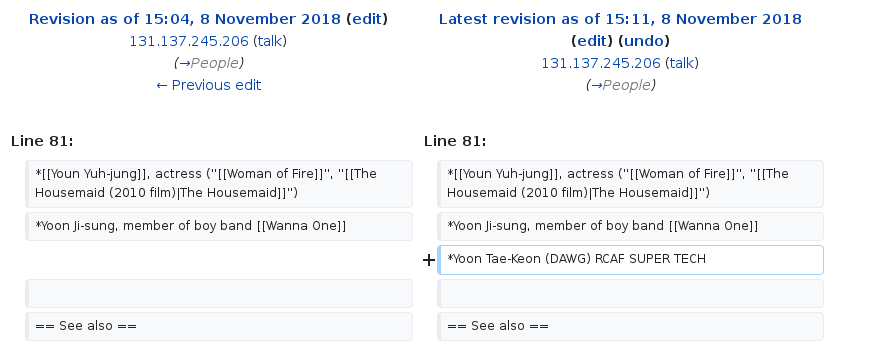 Revision as of 15:04, 8 November 2018 (edit)
131.137.245.206 (talk)
(→People)
← Previous edit
Latest revision as of 15:11, 8 November 2018
(edit) (undo)
131.137.245.206 (talk)
(→People)
Line 81:
Line 81:
*[[Youn Yuh-jung]], actress ("[[Woman of Fire]]", "[[The
Housemaid (2010 film)|The Housemaid]]")
*[[Youn Yuh-jung]], actress ("[[Woman of Fire]]", "[[The
Housemaid (2010 film)|The Housemaid]]")
*Yoon Ji-sung, member of boy band [[Wanna One]]
*Yoon Ji-sung, member of boy band [[Wanna One]]
+ *Yoon Tae-Keon (DAWG) RCAF SUPER TECH
== See also ==
== See also ==